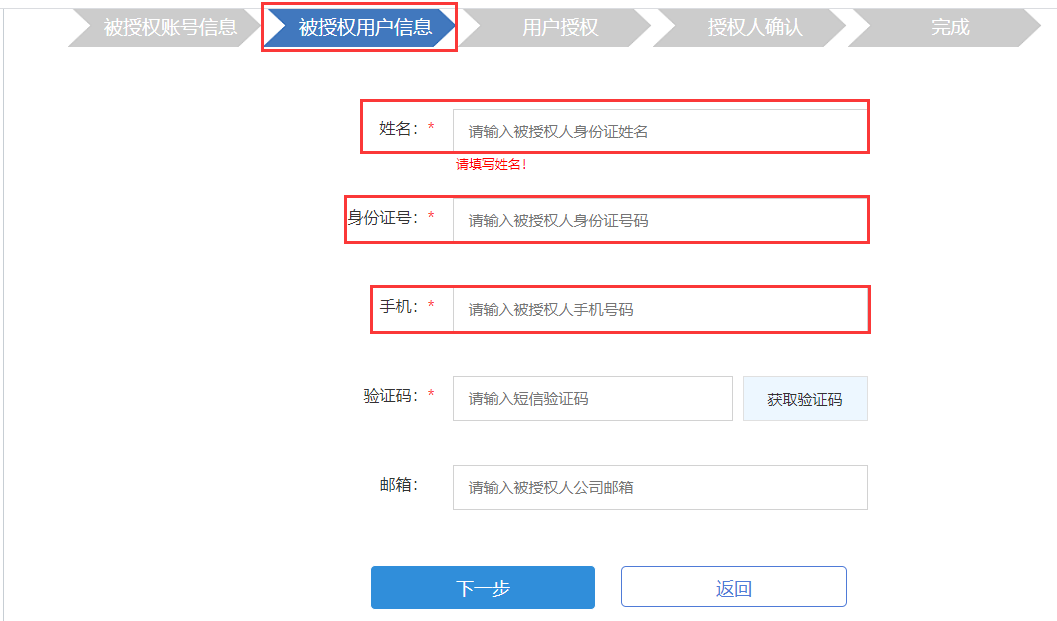 被授权账号信息 被授权用户信息 用户授权 授权人确认 完成
姓名：* 请输入被授权人身份证姓名
请填写姓名！
身份证号：* 请输入被授权人身份证号码
手机：* 请输入被授权人手机号码
验证码：* 请输入短信验证码 获取验证码
邮箱： 请输入被授权人公司邮箱
下一步 返回